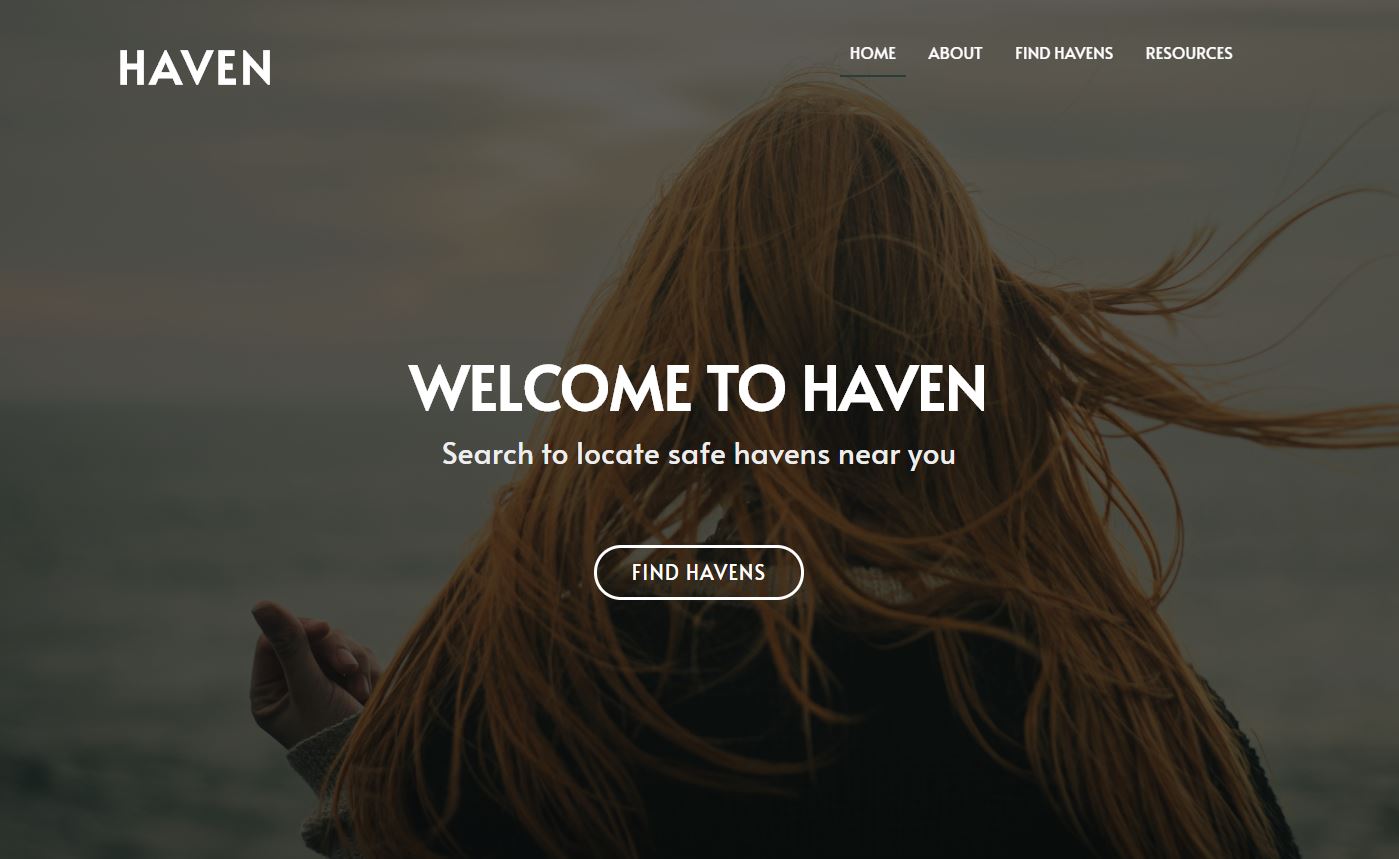 HAVEN
HOME ABOUT FIND HAVENS RESOURCES
WELCOME TO HAVEN
Search to locate safe havens near you
FIND HAVENS